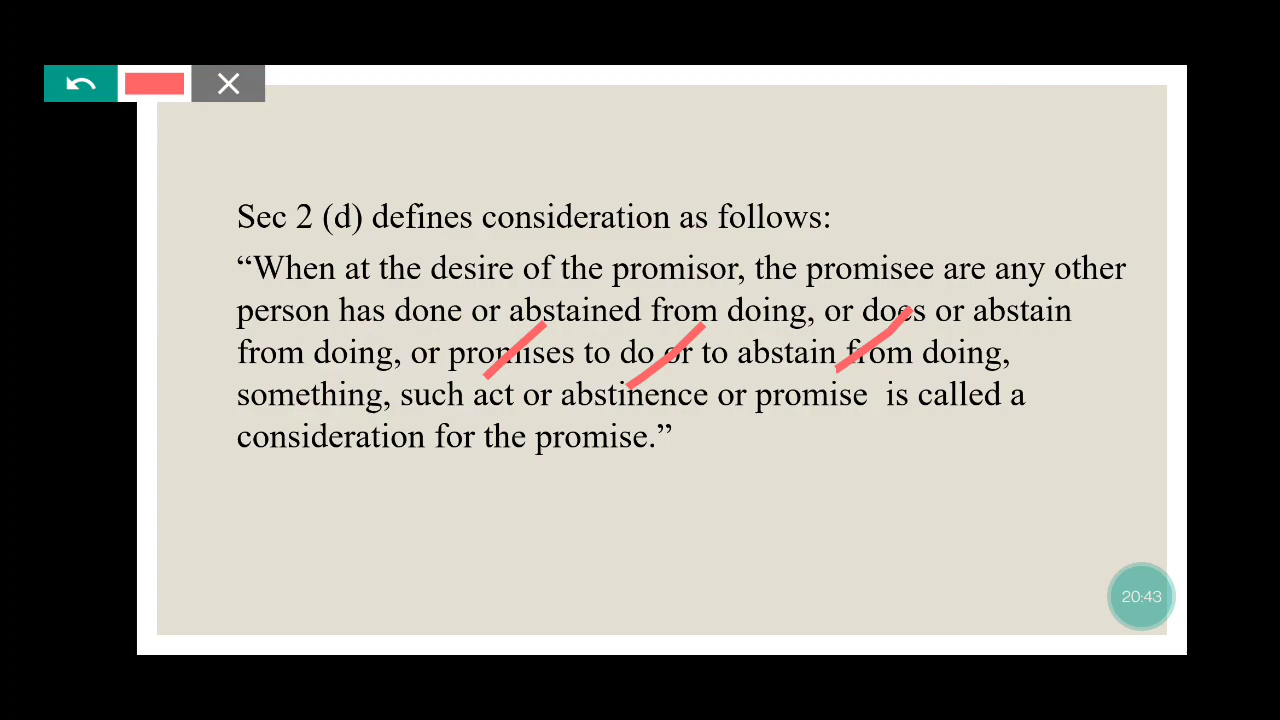 Sec 2 (d) defines consideration as follows:
“When at the desire of the promisor, the promisee are any other
person has done or abstained from doing, or does or abstain
from doing, or promises to do or to abstain from doing,
something, such act or abstinence or promise  is called a
consideration for the promise.”
20:43